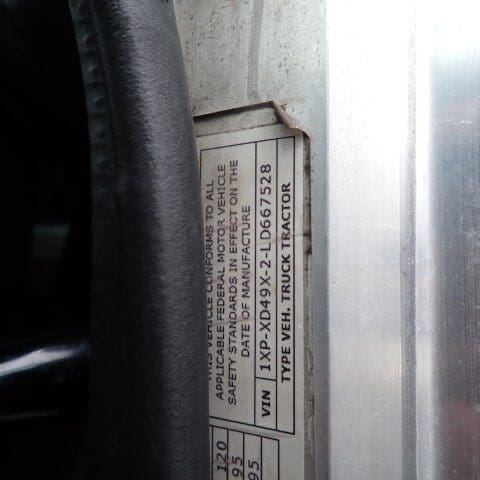 THIS VEHICLE CONFORMS TO ALL
APPLICABLE FEDERAL MOTOR VEHICLE
SAFETY STANDARDS IN EFFECT ON THE
DATE OF MANUFACTURE
VIN 1XP-XD49X-2-LD667528
TYPE VEH. TRUCK TRACTOR
120
95
95